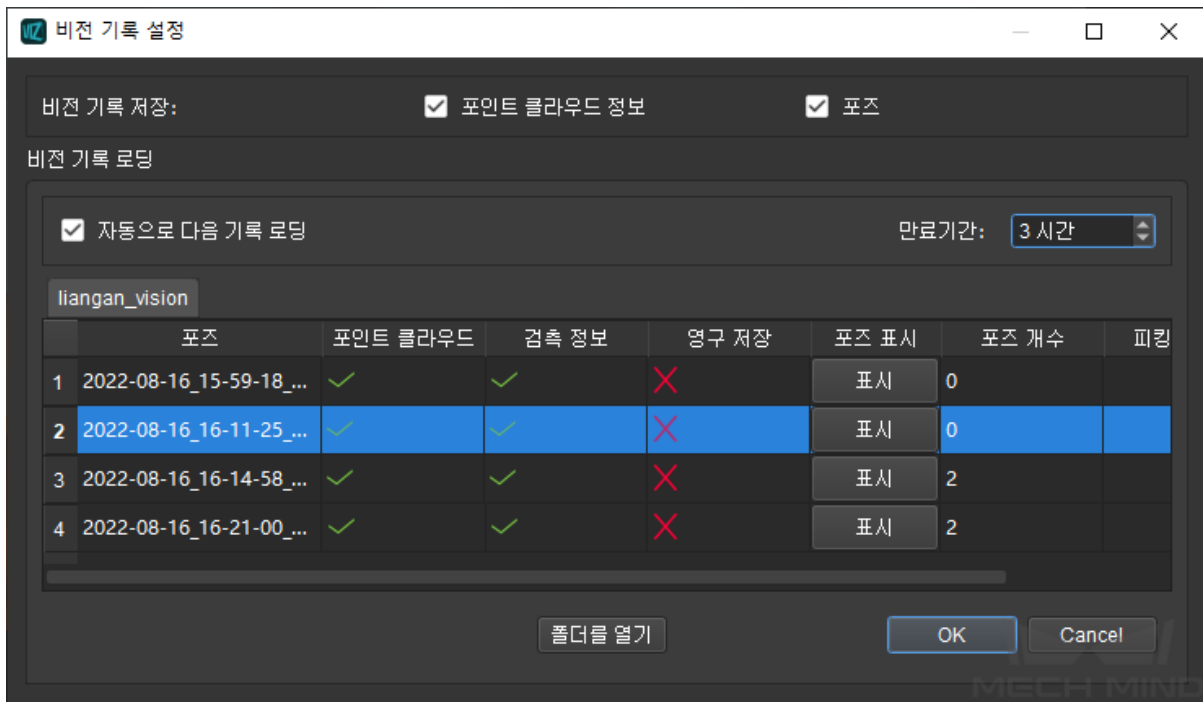 VIZ 비전 기록 설정
비전 기록 저장: 포인트 클라우드 정보 포즈
비전 기록 로딩
자동으로 다음 기록 로딩 만료기간: 3 시간
liangan_vision
포즈 포인트 클라우드 검측 정보 영구 저장 포즈 표시 포즈 개수 피킹
1 2022-08-16_15-59-18_... 표시 0
2 2022-08-16_16-11-25_... 표시 0
3 2022-08-16_16-14-58_... 표시 2
4 2022-08-16_16-21-00_... 표시 2
폴더를 열기 OK Cancel
MECH MIND